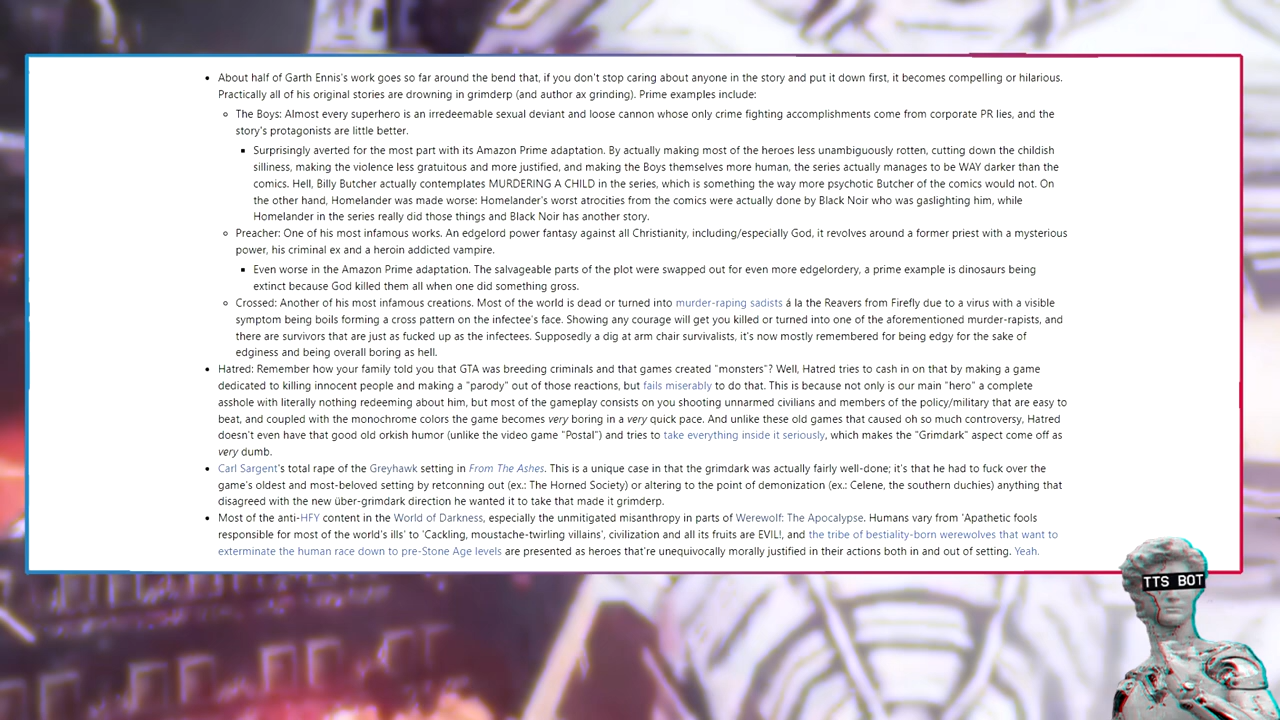 • About half of Garth Ennis's work goes so far around the bend that, if you don't stop caring about anyone in the story and put it down first, it becomes compelling or hilarious.
Practically all of his original stories are drowning in grimderp (and author ax grinding). Prime examples include:
◦ The Boys: Almost every superhero is an irredeemable sexual deviant and loose cannon whose only crime fighting accomplishments come from corporate PR lies, and the
story's protagonists are little better.
▪ Surprisingly averted for the most part with its Amazon Prime adaptation. By actually making most of the heroes less unambiguously rotten, cutting down the childish
silliness, making the violence less gratuitous and more justified, and making the Boys themselves more human, the series actually manages to be WAY darker than the
comics. Hell, Billy Butcher actually contemplates MURDERING A CHILD in the series, which is something the way more psychotic Butcher of the comics would not. On
the other hand, Homelander was made worse: Homelander's worst atrocities from the comics were actually done by Black Noir who was gaslighting him, while
Homelander in the series really did those things and Black Noir has another story.
◦ Preacher: One of his most infamous works. An edgelord power fantasy against all Christianity, including/especially God, it revolves around a former priest with a mysterious
power, his criminal ex and a heroin addicted vampire.
▪ Even worse in the Amazon Prime adaptation. The salvageable parts of the plot were swapped out for even more edgelordery, a prime example is dinosaurs being
extinct because God killed them all when one did something gross.
◦ Crossed: Another of his most infamous creations. Most of the world is dead or turned into murder-raping sadists á la the Reavers from Firefly due to a virus with a visible
symptom being boils forming a cross pattern on the infectee's face. Showing any courage will get you killed or turned into one of the aforementioned murder-rapists, and
there are survivors that are just as fucked up as the infectees. Supposedly a dig at arm chair survivalists, it's now mostly remembered for being edgy for the sake of
edginess and being overall boring as hell.
• Hatred: Remember how your family told you that GTA was breeding criminals and that games created "monsters"? Well, Hatred tries to cash in on that by making a game
dedicated to killing innocent people and making a "parody" out of those reactions, but fails miserably to do that. This is because not only is our main "hero" a complete
asshole with literally nothing redeeming about him, but most of the gameplay consists on you shooting unnarmed civilians and members of the policy/military that are easy to
beat, and coupled with the monochrome colors the game becomes very boring in a very quick pace. And unlike these old games that caused oh so much controversy, Hatred
doesn't even have that good old orkish humor (unlike the video game "Postal") and tries to take everything inside it seriously, which makes the "Grimdark" aspect come off as
very dumb.
• Carl Sargent's total rape of the Greyhawk setting in From The Ashes. This is a unique case in that the grimdark was actually fairly well-done; it's that he had to fuck over the
game's oldest and most-beloved setting by retconning out (ex.: The Horned Society) or altering to the point of demonization (ex.: Celene, the southern duchies) anything that
disagreed with the new über-grimdark direction he wanted it to take that made it grimderp.
• Most of the anti-HFY content in the World of Darkness, especially the unmitigated misanthropy in parts of Werewolf: The Apocalypse. Humans vary from 'Apathetic fools
responsible for most of the world's ills' to 'Cackling, moustache-twirling villains', civilization and all its fruits are EVIL!, and the tribe of bestiality-born werewolves that want to
exterminate the human race down to pre-Stone Age levels are presented as heroes that're unequivocally morally justified in their actions both in and out of setting. Yeah.
TTS BOT